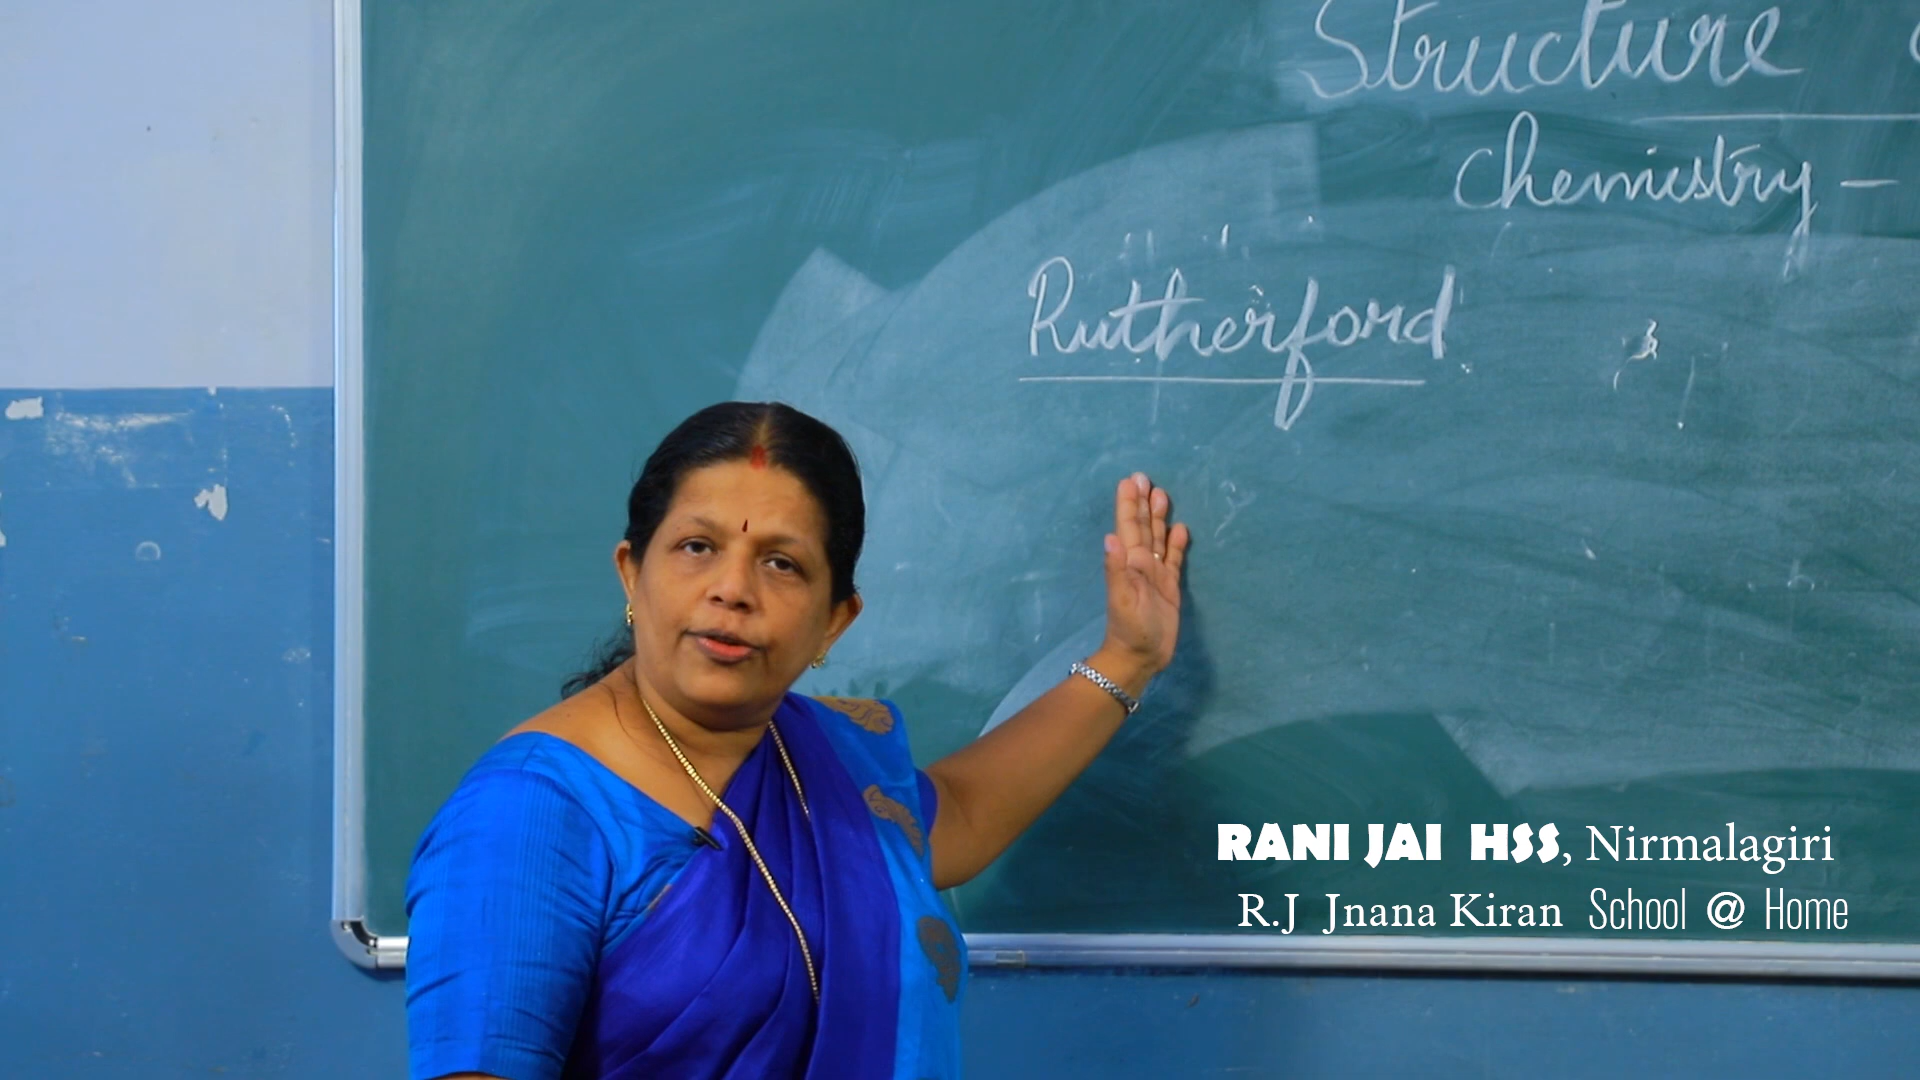 Structure
Chemistry -
Rutherford
RANI JAI HSS, Nirmalagiri
R.J Jnana Kiran School @ Home